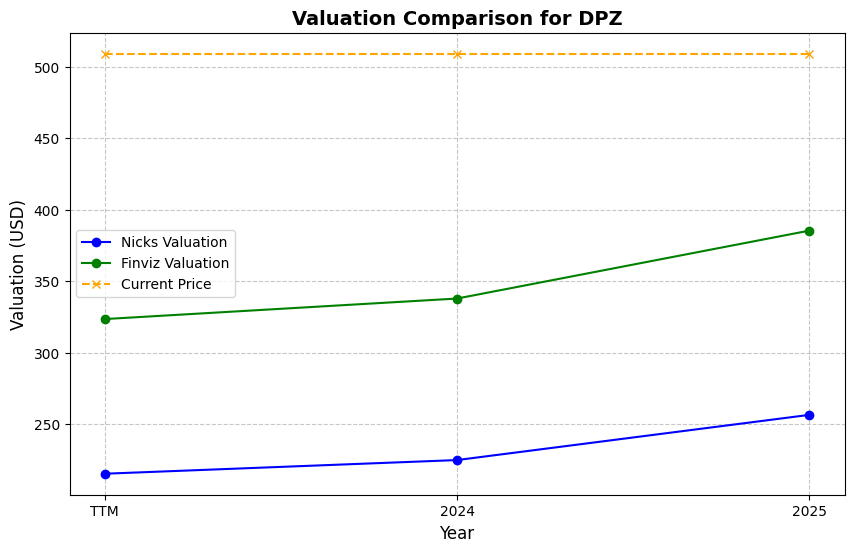 Valuation Comparison for DPZ
Valuation (USD)
500
450
400
350
300
250
Nicks Valuation
Finviz Valuation
Current Price
TTM
2024
2025
Year